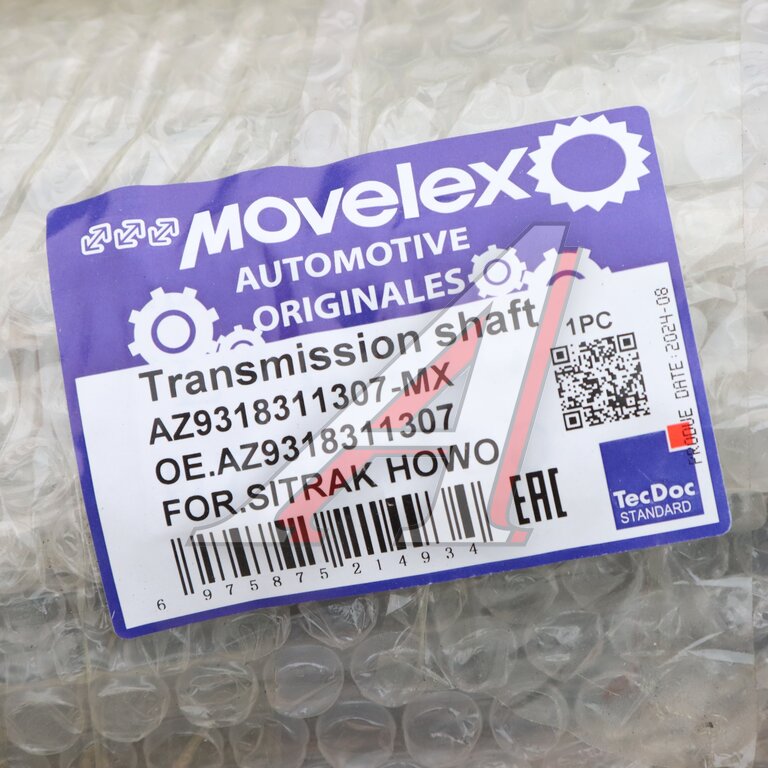 Movelex
AUTOMOTIVE
ORIGINALES
Transmission shaft
1PC
AZ9318311307-MX
OE.AZ9318311307
FOR.SITRAK HOWO
EAC
TecDoc
STANDARD
PRODUE DATE:2024-08
6 975875 214934